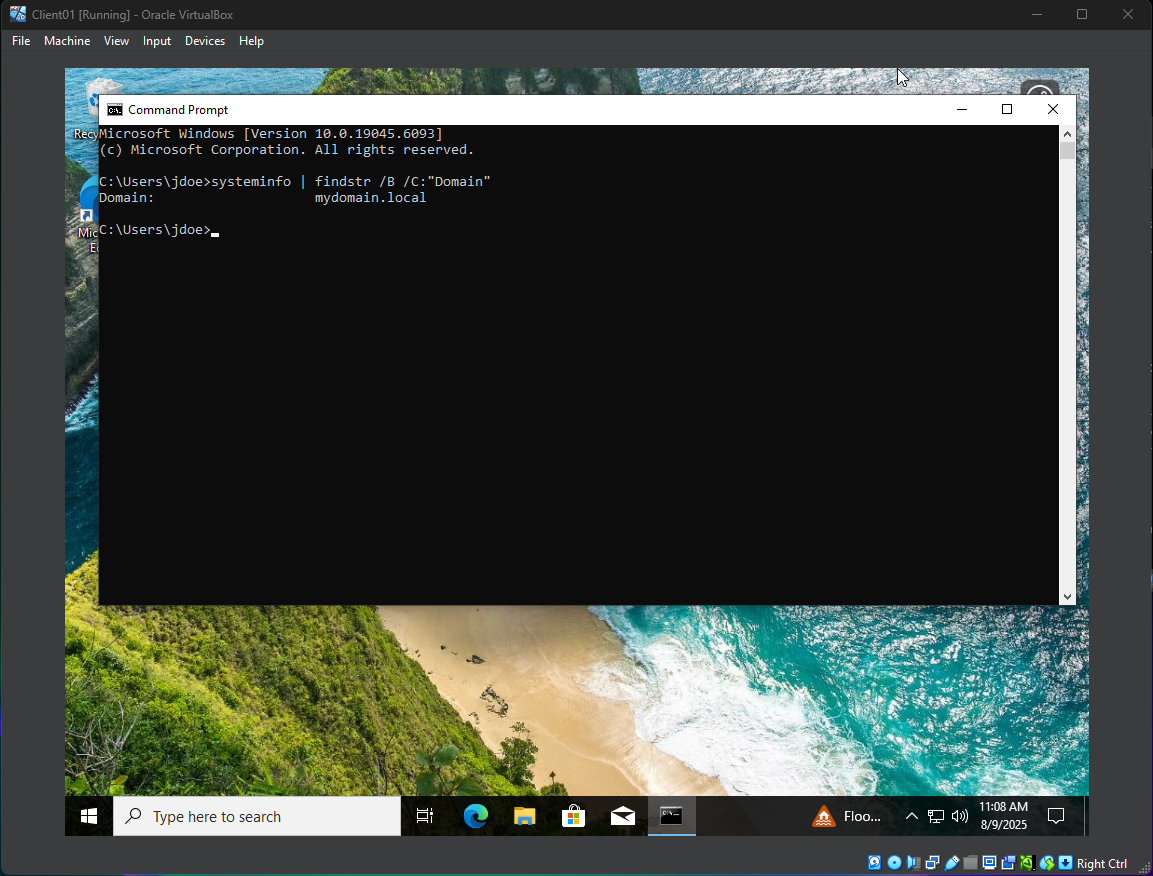 Client01 [Running] - Oracle VirtualBox
File Machine View Input Devices Help
Command Prompt
Recy
Microsoft Windows [Version 10.0.19045.6093]
(c) Microsoft Corporation. All rights reserved.
C:\Users\jdoe>systeminfo | findstr /B /C:"Domain"
Domain: mydomain.local
Mic
C:\Users\jdoe>
E
Type here to search
Floo...
11:08 AM
8/9/2025
Right Ctrl